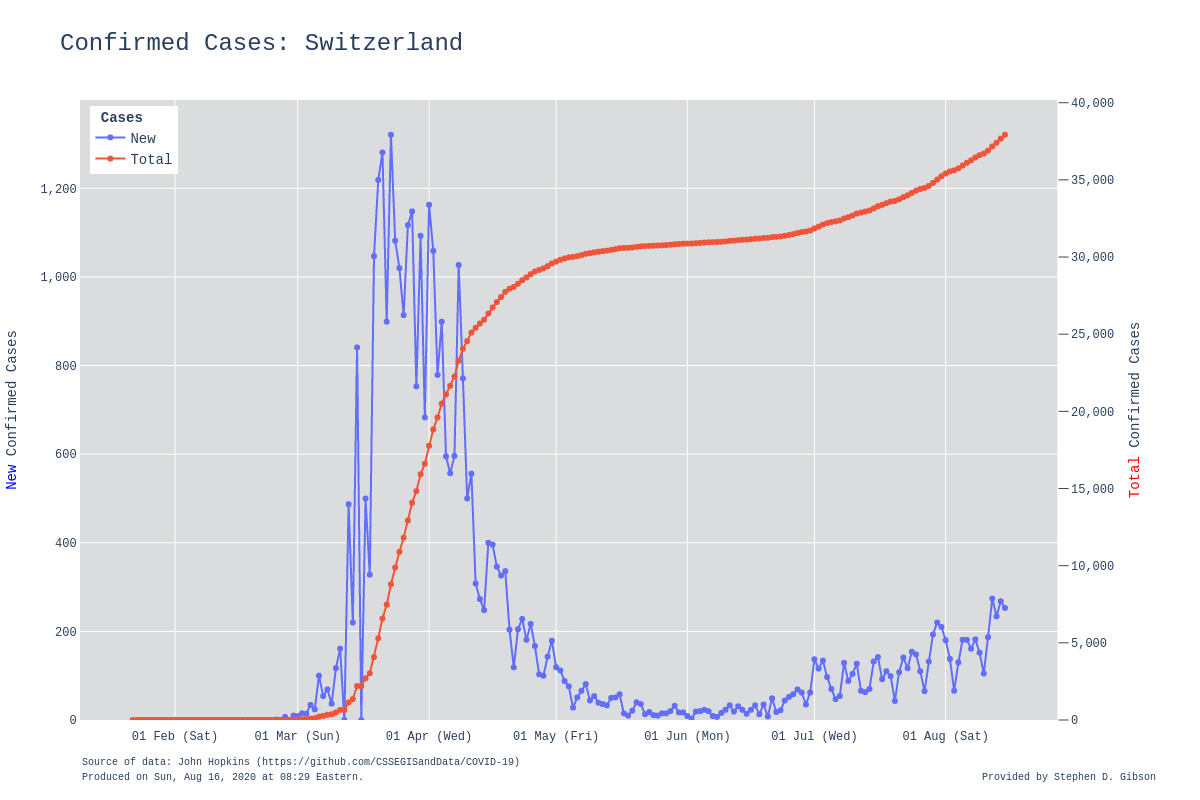 Confirmed Cases: Switzerland
Cases
New
Total
1,200
1,000
800
600
400
200
0
New Confirmed Cases
40,000
35,000
30,000
25,000
20,000
15,000
10,000
5,000
0
Total Confirmed Cases
01 Feb (Sat) 01 Mar (Sun) 01 Apr (Wed) 01 May (Fri) 01 Jun (Mon) 01 Jul (Wed) 01 Aug (Sat)
Source of data: John Hopkins (https://github.com/CSSEGISandData/COVID-19)
Produced on Sun, Aug 16, 2020 at 08:29 Eastern.
Provided by Stephen D. Gibson